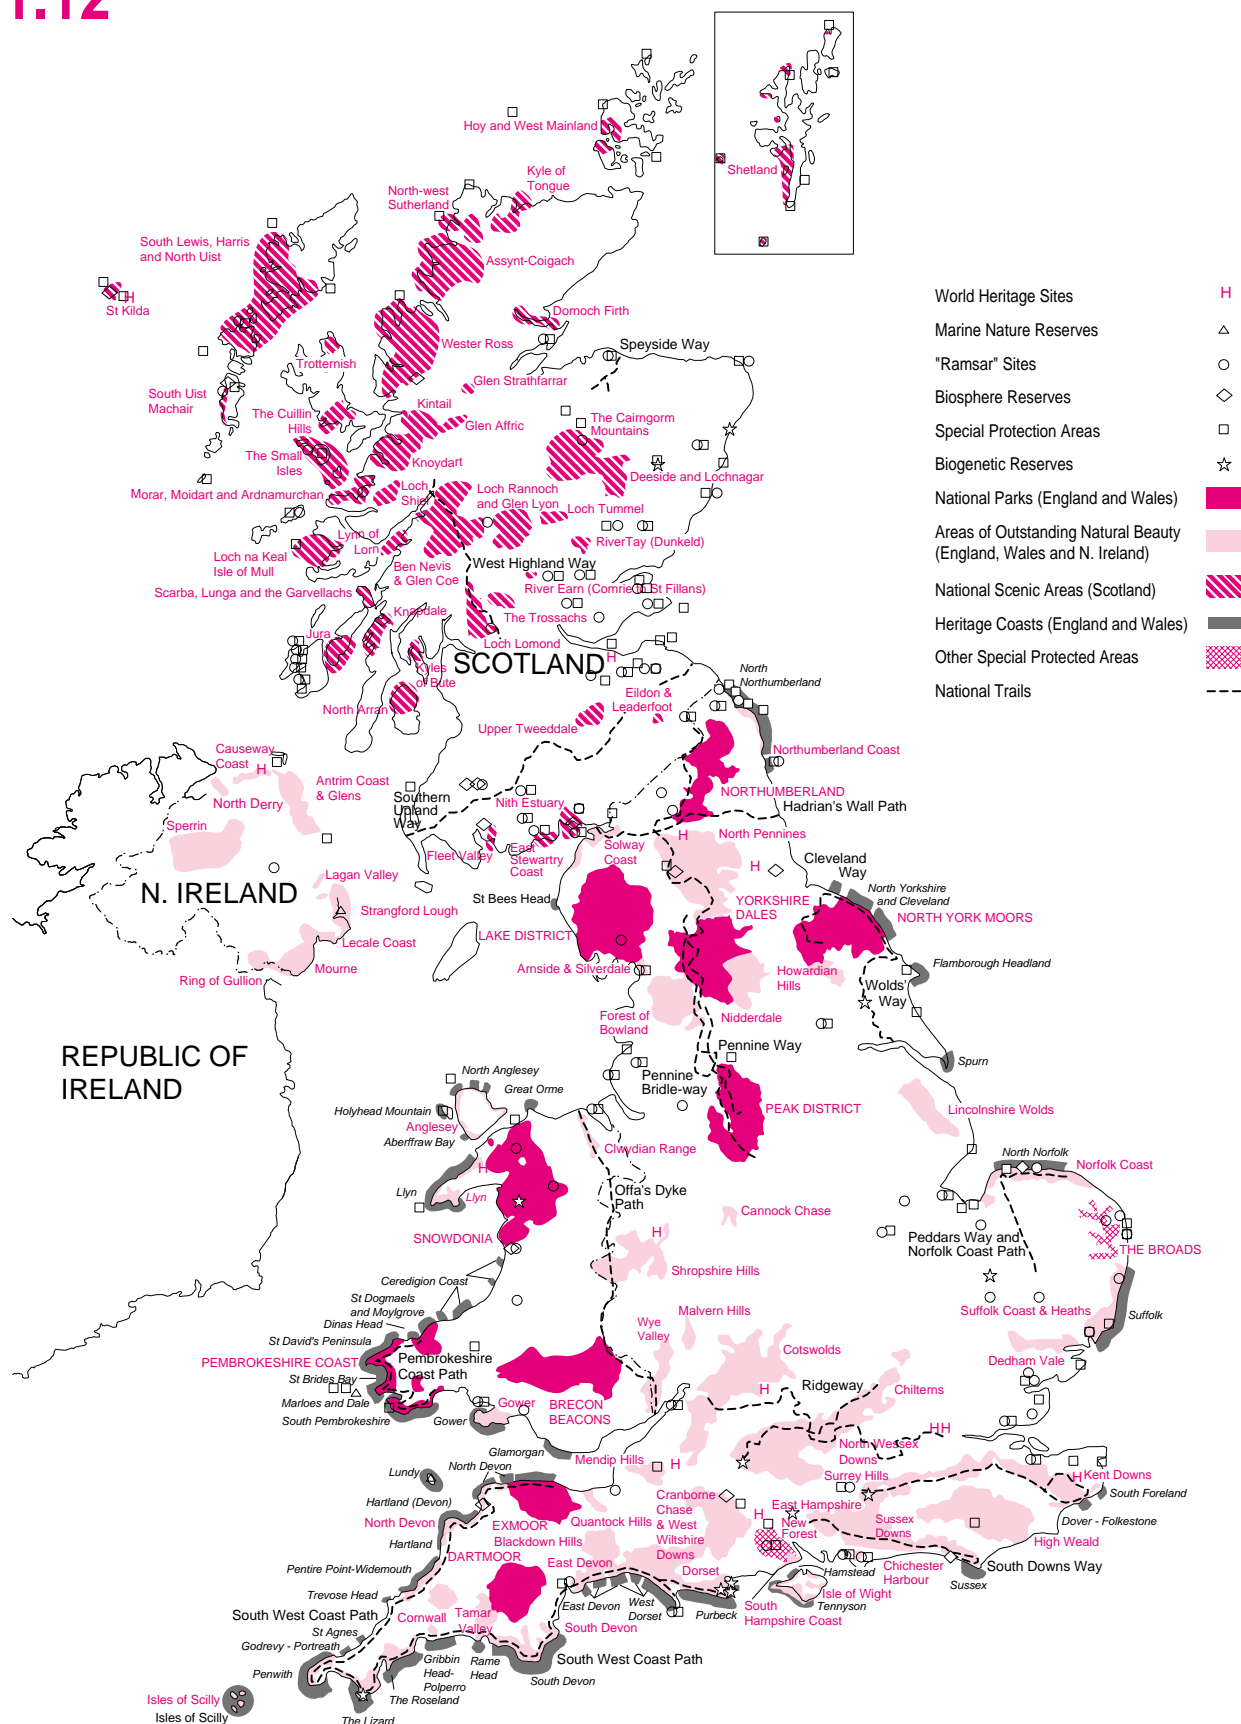 1.12
Hoy and West Mainland
Shetland
Kyle of
Tongue
North-west
Sutherland
South Lewis, Harris
and North Uist
Assynt-Coigach
St Kilda
Dornoch Firth
Wester Ross
Speyside Way
Trotternish
Glen Strathfarrar
South Uist
Machair
Kintail
The Cuillin
Hills
Glen Affric
The Cairngorm
Mountains
The Small
Isles
Knoydart
Deeside and Lochnagar
Morar, Moidart and Ardnamurchan
Loch
Shiel
Loch Rannoch
and Glen Lyon
Loch Tummel
Lynn of
Lorn
Loch na Keal
Isle of Mull
RiverTay (Dunkeld)
Ben Nevis
& Glen Coe
West Highland Way
River Earn (Comrie to St Fillans)
Scarba, Lunga and the Garvellachs
Knapdale
The Trossachs
Jura
Loch Lomond
SCOTLAND
H
Kyles
of Bute
North Arran
Eildon &
Leaderfoot
Upper Tweeddale
North
Northumberland
Northumberland Coast
World Heritage Sites
H
Marine Nature Reserves
"Ramsar" Sites
Biosphere Reserves
Special Protection Areas
Biogenetic Reserves
National Parks (England and Wales)
Areas of Outstanding Natural Beauty
(England, Wales and N. Ireland)
National Scenic Areas (Scotland)
Heritage Coasts (England and Wales)
Other Special Protected Areas
National Trails
Causeway
Coast
H
Antrim Coast
& Glens
North Derry
Sperrin
Southern
Upland
Way
Nith Estuary
NORTHUMBERLAND
Hadrian's Wall Path
H
North Pennines
Fleet Valley
East
Stewartry
Coast
Solway
Coast
H
Cleveland
Way
N. IRELAND
Lagan Valley
Strangford Lough
St Bees Head
YORKSHIRE
DALES
North Yorkshire
and Cleveland
NORTH YORK MOORS
LAKE DISTRICT
Lecale Coast
Mourne
Ring of Gullion
Arnside & Silverdale
Howardian
Hills
Flamborough Headland
Wolds'
Way
Forest of
Bowland
Nidderdale
REPUBLIC OF
IRELAND
Pennine Way
Spurn
Pennine
Bridle-way
North Anglesey
Great Orme
Holyhead Mountain
Anglesey
Aberffraw Bay
PEAK DISTRICT
Lincolnshire Wolds
Clwydian Range
H
Llyn
Llyn
Offa's Dyke
Path
North Norfolk
Norfolk Coast
SNOWDONIA
H
Cannock Chase
Peddars Way and
Norfolk Coast Path
THE BROADS
Shropshire Hills
Ceredigion Coast
St Dogmaels
and Moylgrove
Dinas Head
St David's Peninsula
Malvern Hills
Wye
Valley
Suffolk Coast & Heaths
Suffolk
PEMBROKESHIRE COAST
Pembrokeshire
Coast Path
St Brides Bay
Marloes and Dale
South Pembrokeshire
Cotswolds
Dedham Vale
Gower
Gower
BRECON
BEACONS
H
Ridgeway
Chilterns
Glamorgan
HH
North Wessex
Downs
North Devon
Lundy
Mendip Hills
H
Surrey Hills
H
Kent Downs
South Foreland
Hartland (Devon)
North Devon
Hartland
EXMOOR
Quantock Hills
Blackdown Hills
Cranborne
Chase
& West
Wiltshire
Downs
H
East Hampshire
New
Forest
Sussex
Downs
Dover - Folkestone
High Weald
DARTMOOR
Pentire Point-Widemouth
East Devon
Dorset
Hamstead
Chichester
Harbour
South Downs Way
Sussex
Trevose Head
East Devon
West
Dorset
Purbeck
South
Hampshire Coast
Isle of Wight
Tennyson
South West Coast Path
Cornwall
Tamar
Valley
St Agnes
Godrevy - Portreath
South Devon
Penwith
Gribbin
Head-
Polperro
Rame
Head
South West Coast Path
South Devon
The Roseland
Isles of Scilly
Isles of Scilly
The Lizard
H